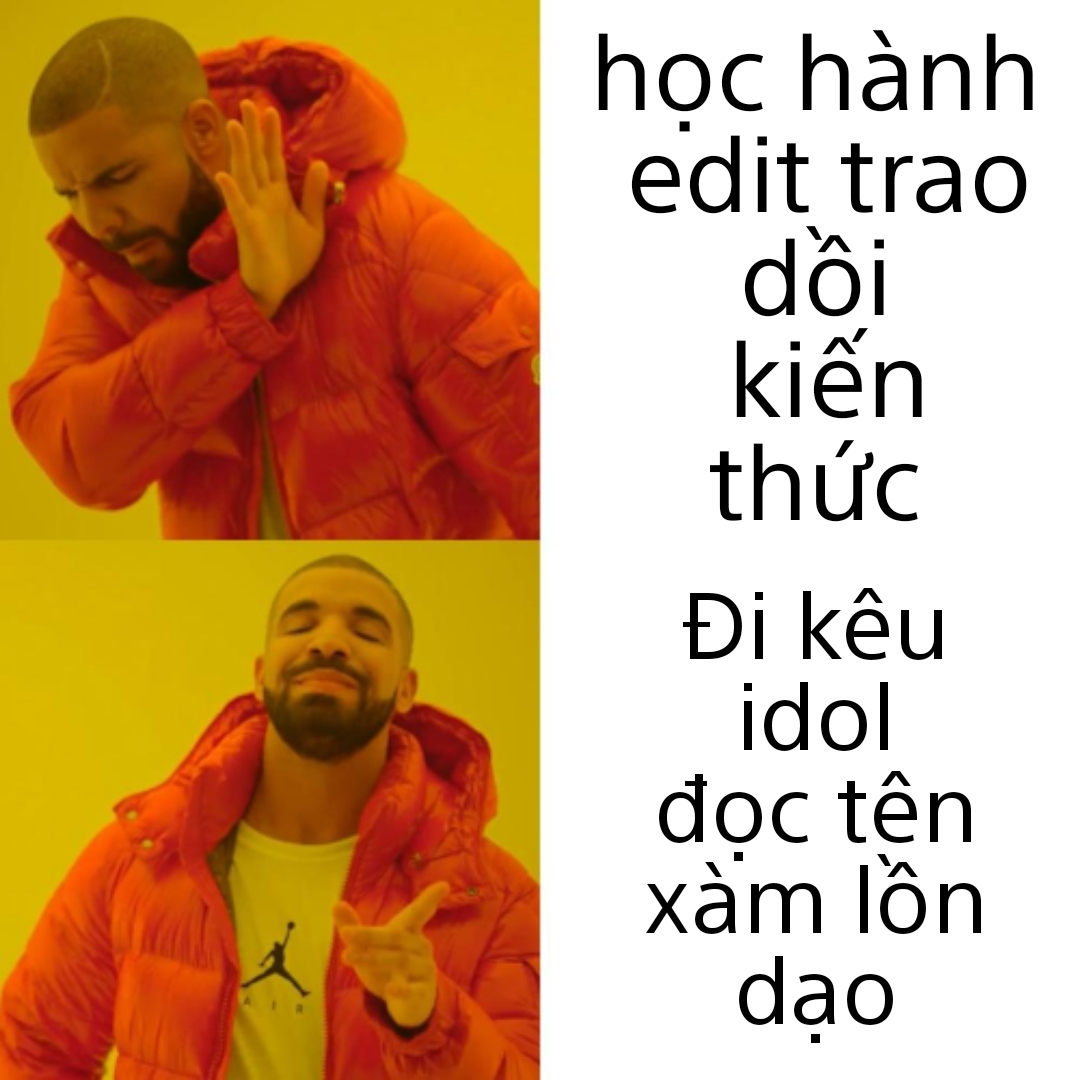 học hành
edit trao
dồi
kiến
thức
Đi kêu
idol
đọc tên
xàm lồn
dạo
A I R